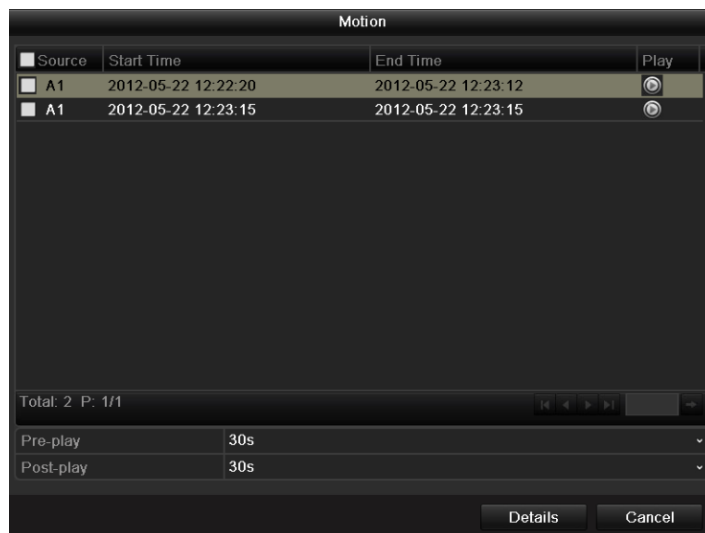 Motion
Source Start Time End Time Play
A1 2012-05-22 12:22:20 2012-05-22 12:23:12
A1 2012-05-22 12:23:15 2012-05-22 12:23:15
Total: 2 P: 1/1
Pre-play 30s
Post-play 30s
Details Cancel